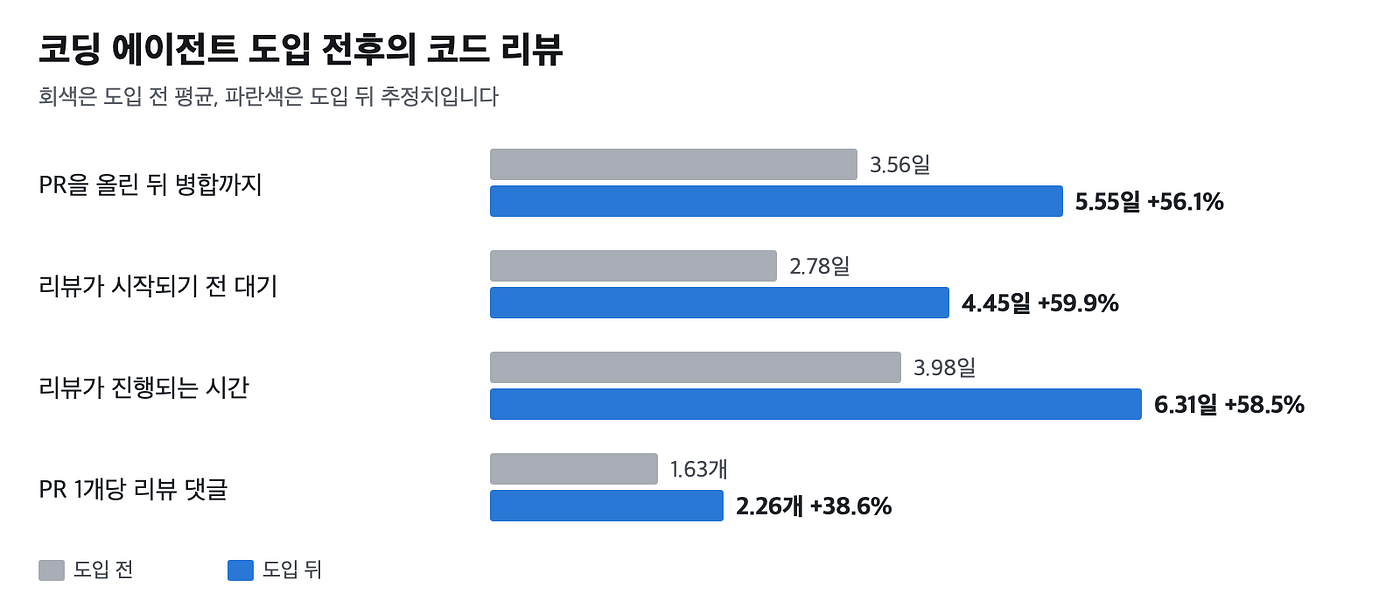 코딩 에이전트 도입 전후의 코드 리뷰
회색은 도입 전 평균, 파란색은 도입 뒤 추정치입니다
PR을 올린 뒤 병합까지
3.56일
5.55일 +56.1%
리뷰가 시작되기 전 대기
2.78일
4.45일 +59.9%
리뷰가 진행되는 시간
3.98일
6.31일 +58.5%
PR 1개당 리뷰 댓글
1.63개
2.26개 +38.6%
도입 전
도입 뒤